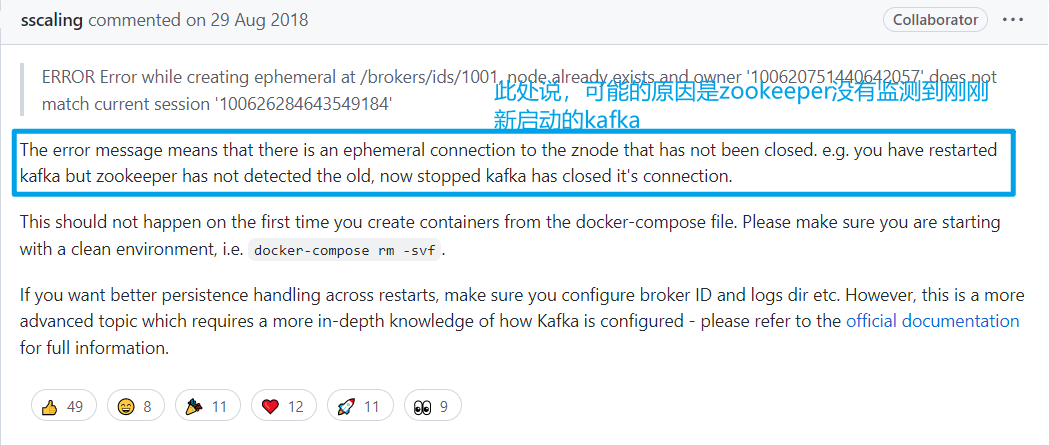 sscaling commented on 29 Aug 2018
Collaborator
ERROR Error while creating ephemeral at /brokers/ids/1001, node already exists and owner '100620751440642057' does not
match current session '100626284643549184'
此处说，可能的原因是zookeeper没有监测到刚刚
新启动的kafka
The error message means that there is an ephemeral connection to the znode that has not been closed. e.g. you have restarted
kafka but zookeeper has not detected the old, now stopped kafka has closed it's connection.
This should not happen on the first time you create containers from the docker-compose file. Please make sure you are starting
with a clean environment, i.e. docker-compose rm -svf.
If you want better persistence handling across restarts, make sure you configure broker ID and logs dir etc. However, this is a more
advanced topic which requires a more in-depth knowledge of how Kafka is configured - please refer to the official documentation
for full information.
49 8 11 12 11 9